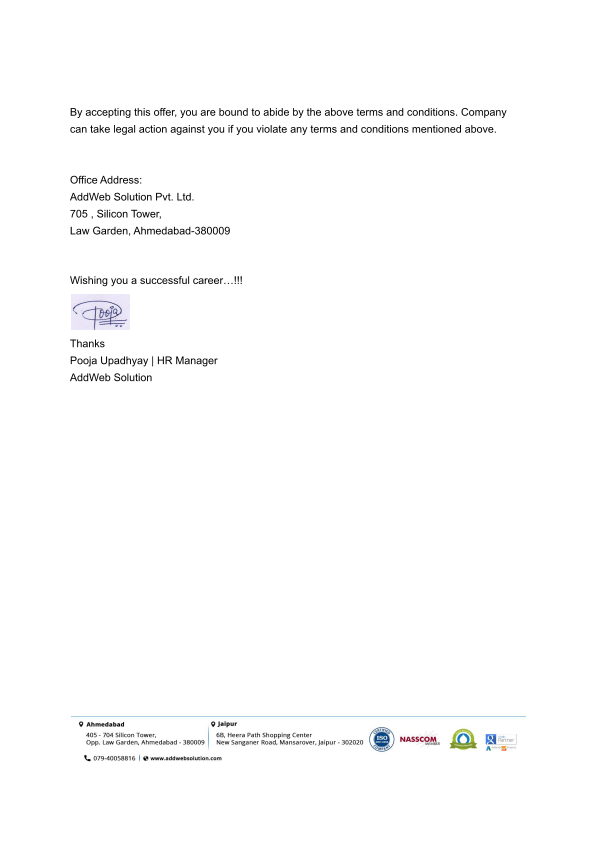 By accepting this offer, you are bound to abide by the above terms and conditions. Company
can take legal action against you if you violate any terms and conditions mentioned above.
Office Address:
AddWeb Solution Pvt. Ltd.
705 , Silicon Tower,
Law Garden, Ahmedabad-380009
Wishing you a successful career…!!!
Pooja
Thanks
Pooja Upadhyay | HR Manager
AddWeb Solution
Ahmedabad
405 - 704 Silicon Tower,
Opp. Law Garden, Ahmedabad - 380009
Jaipur
6B, Heera Path Shopping Center
New Sanganer Road, Mansarover, Jaipur - 302020
ISO
NASSCOM
Partner
079-40058816 | www.addwebsolution.com